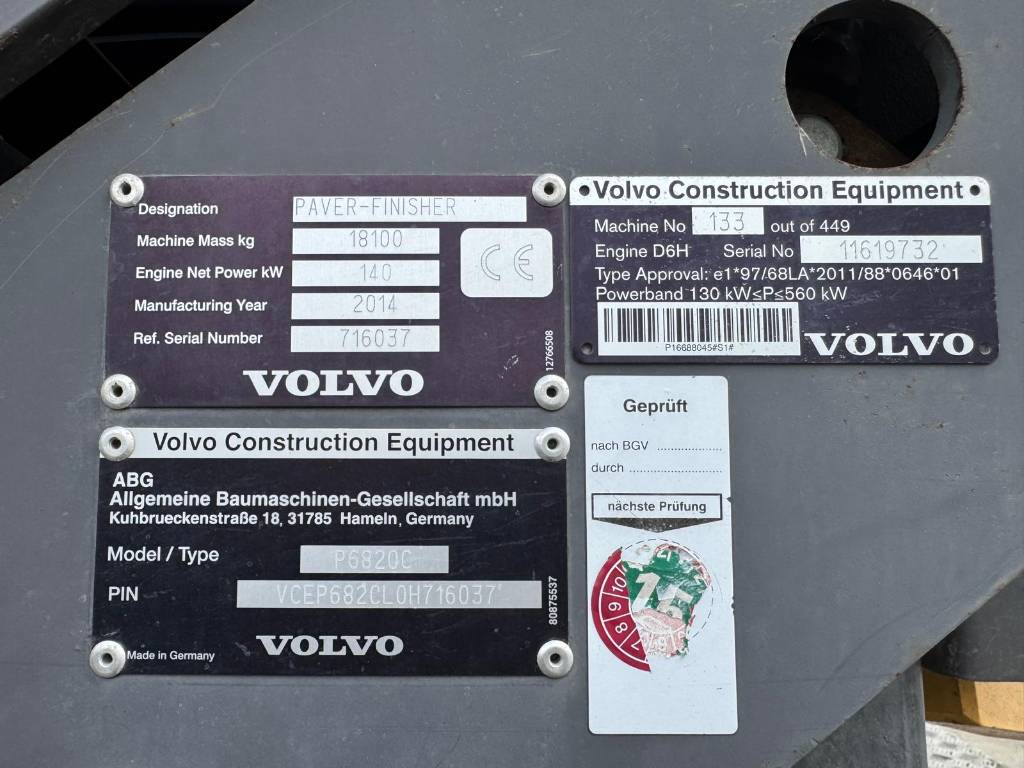 Designation PAVER-FINISHER
Machine Mass kg 18100
Engine Net Power kW 140
Manufacturing Year 2014
Ref. Serial Number 716037
CE
12766508
VOLVO
Volvo Construction Equipment
Machine No 133 out of 449
Engine D6H Serial No 11619732
Type Approval: e1*97/68LA*2011/88*0646*01
Powerband 130 kW≤P≤560 kW
P16688045#S1#
VOLVO
Volvo Construction Equipment
ABG
Allgemeine Baumaschinen-Gesellschaft mbH
Kuhbrueckenstraße 18, 31785 Hameln, Germany
Model / Type P6820C
PIN VCEP682CL0H716037*
80875537
VOLVO
Made in Germany
Geprüft
nach BGV ....................
durch ............................
nächste Prüfung
7 8 9 10